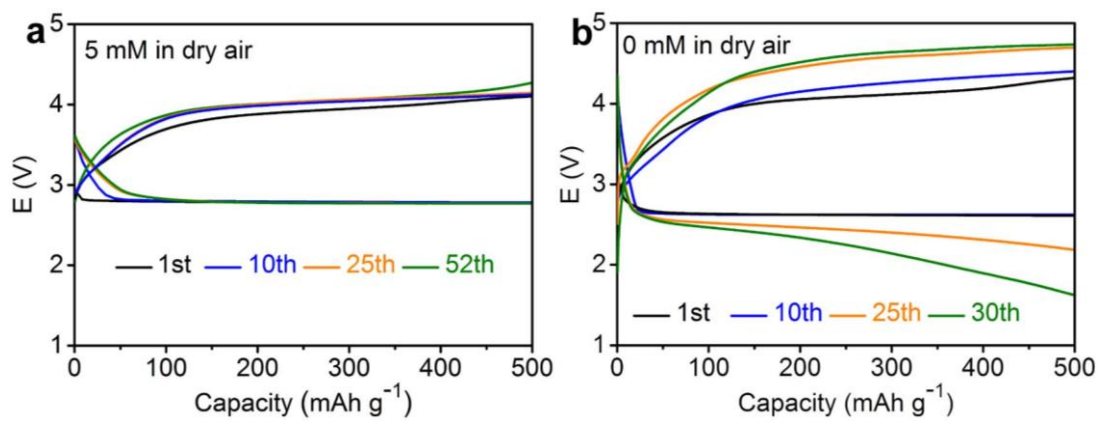 a
5 mM in dry air
5
4
3
2
1
E (V)
1st 10th 25th 52th
0 100 200 300 400 500
Capacity (mAh g⁻¹)
b
0 mM in dry air
5
4
3
2
1
E (V)
1st 10th 25th 30th
0 100 200 300 400 500
Capacity (mAh g⁻¹)